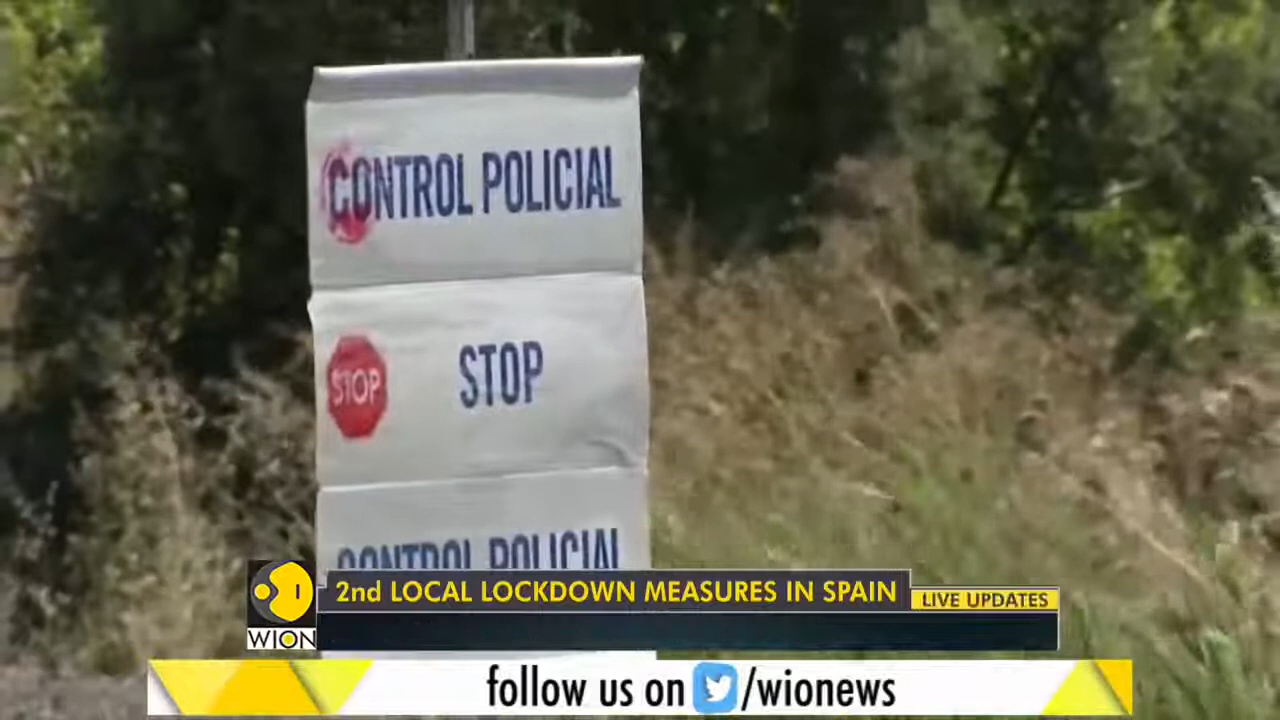 CONTROL POLICIAL
STOP
STOP
CONTROL POLICIAL
2nd LOCAL LOCKDOWN MEASURES IN SPAIN
LIVE UPDATES
WION
follow us on /wionews